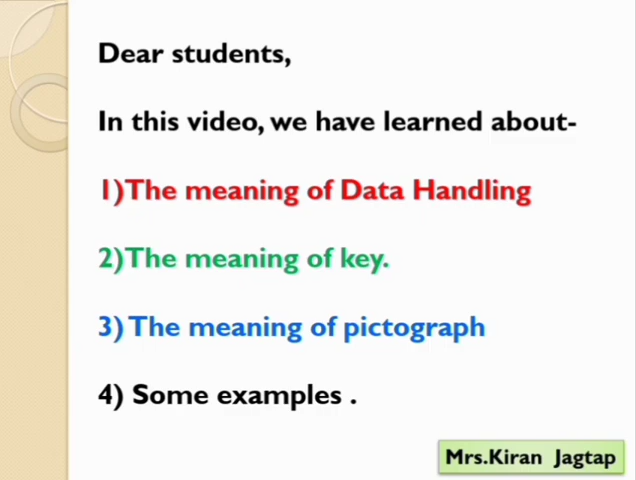 Dear students,
In this video, we have learned about-
1)The meaning of Data Handling
2)The meaning of key.
3) The meaning of pictograph
4) Some examples .
Mrs.Kiran Jagtap